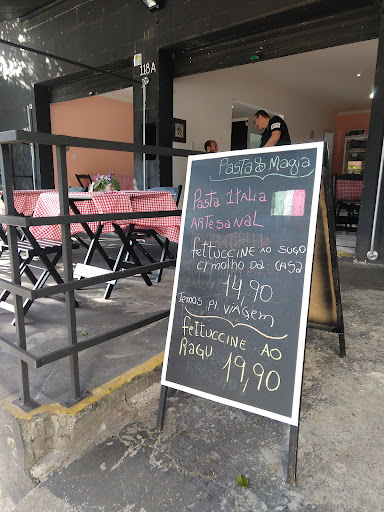 118A
Pasta & Magia
Pasta Itália
Artesanal
fettuccine ao sugo
c/ molho da casa
14,90
Temos p/ viagem
fettuccine ao
Ragu 19,90